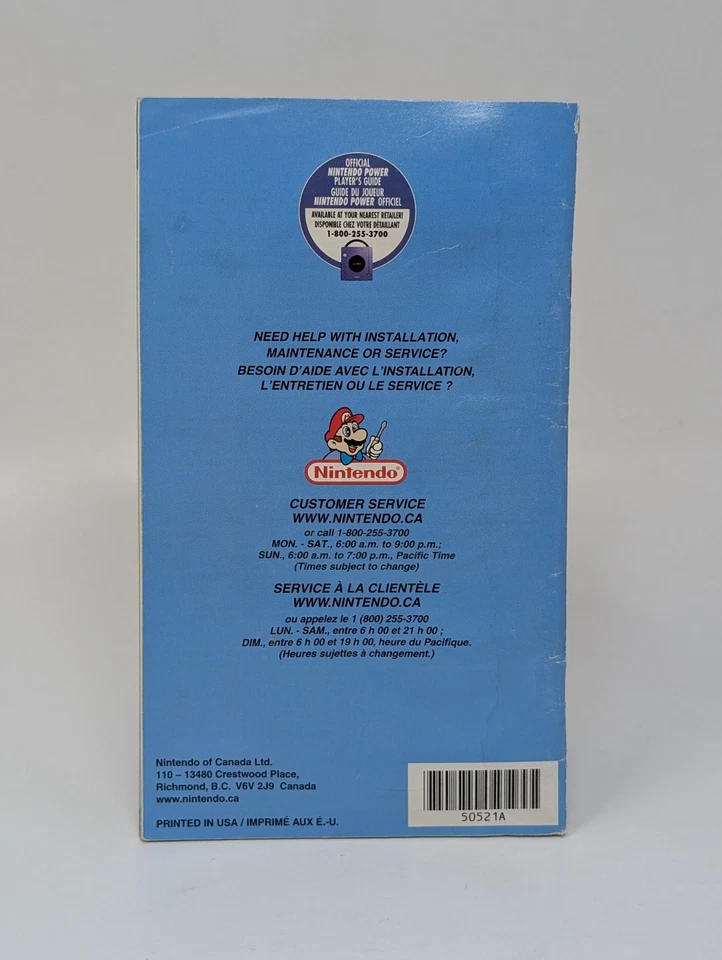 OFFICIAL
NINTENDO POWER
PLAYER'S GUIDE
GUIDE DU JOUEUR
NINTENDO POWER OFFICIEL
AVAILABLE AT YOUR NEAREST RETAILER!
DISPONIBLE CHEZ VOTRE DÉTAILLANT
1-800-255-3700
NEED HELP WITH INSTALLATION,
MAINTENANCE OR SERVICE?
BESOIN D'AIDE AVEC L'INSTALLATION,
L'ENTRETIEN OU LE SERVICE ?
Nintendo®
CUSTOMER SERVICE
WWW.NINTENDO.CA
or call 1-800-255-3700
MON. - SAT., 6:00 a.m. to 9:00 p.m.;
SUN., 6:00 a.m. to 7:00 p.m., Pacific Time
(Times subject to change)
SERVICE À LA CLIENTÈLE
WWW.NINTENDO.CA
ou appelez le 1 (800) 255-3700
LUN. - SAM., entre 6 h 00 et 21 h 00 ;
DIM., entre 6 h 00 et 19 h 00, heure du Pacifique.
(Heures sujettes à changement.)
Nintendo of Canada Ltd.
110 – 13480 Crestwood Place,
Richmond, B.C. V6V 2J9 Canada
www.nintendo.ca
PRINTED IN USA / IMPRIMÉ AUX É.-U.
50521A